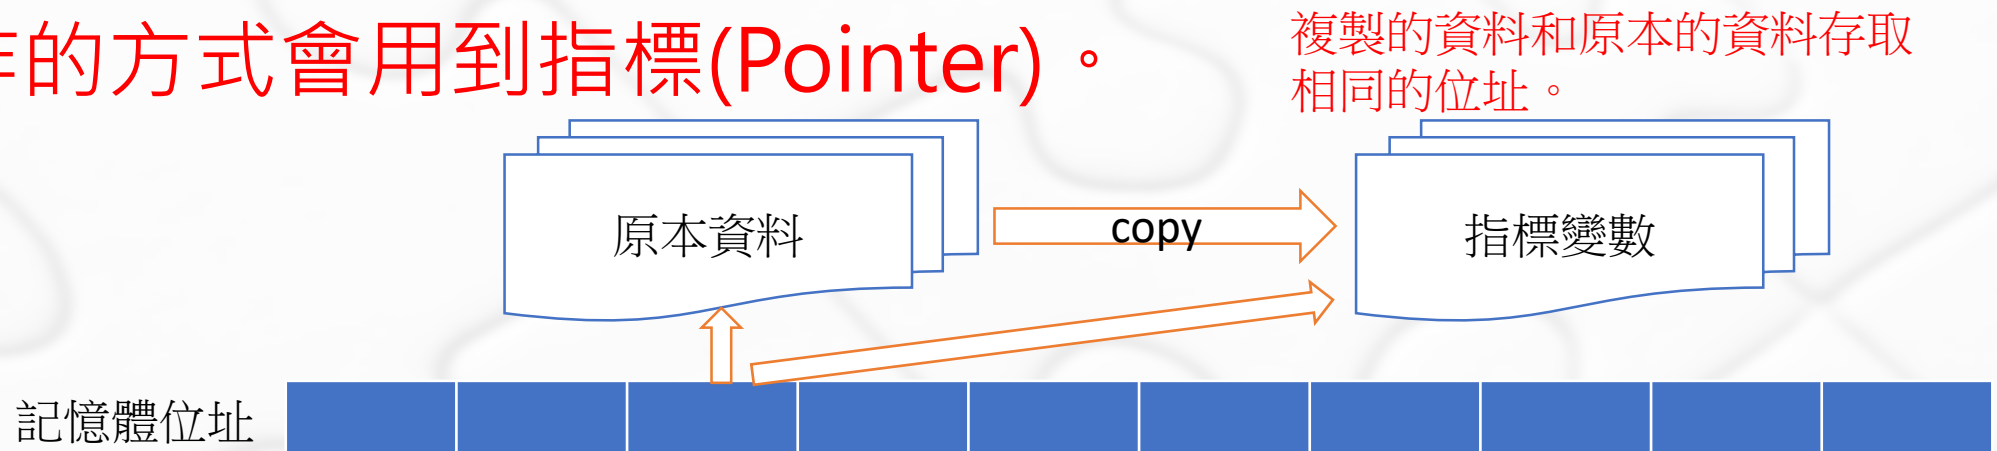 的方式會用到指標(Pointer)。
複製的資料和原本的資料存取
相同的位址。
原本資料
copy
指標變數
記憶體位址